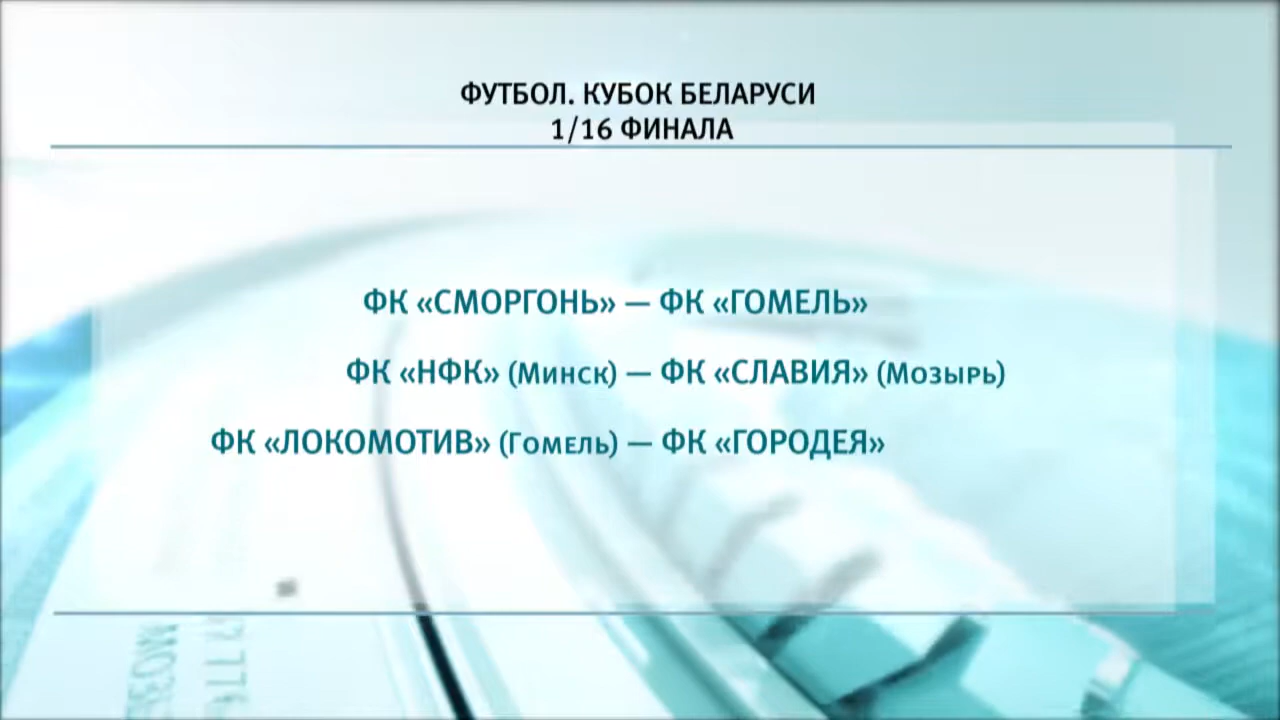 ФУТБОЛ. КУБОК БЕЛАРУСИ
1/16 ФИНАЛА
ФК «СМОРГОНЬ» — ФК «ГОМЕЛЬ»
ФК «НФК» (Минск) — ФК «СЛАВИЯ» (Мозырь)
ФК «ЛОКОМОТИВ» (Гомель) — ФК «ГОРОДЕЯ»